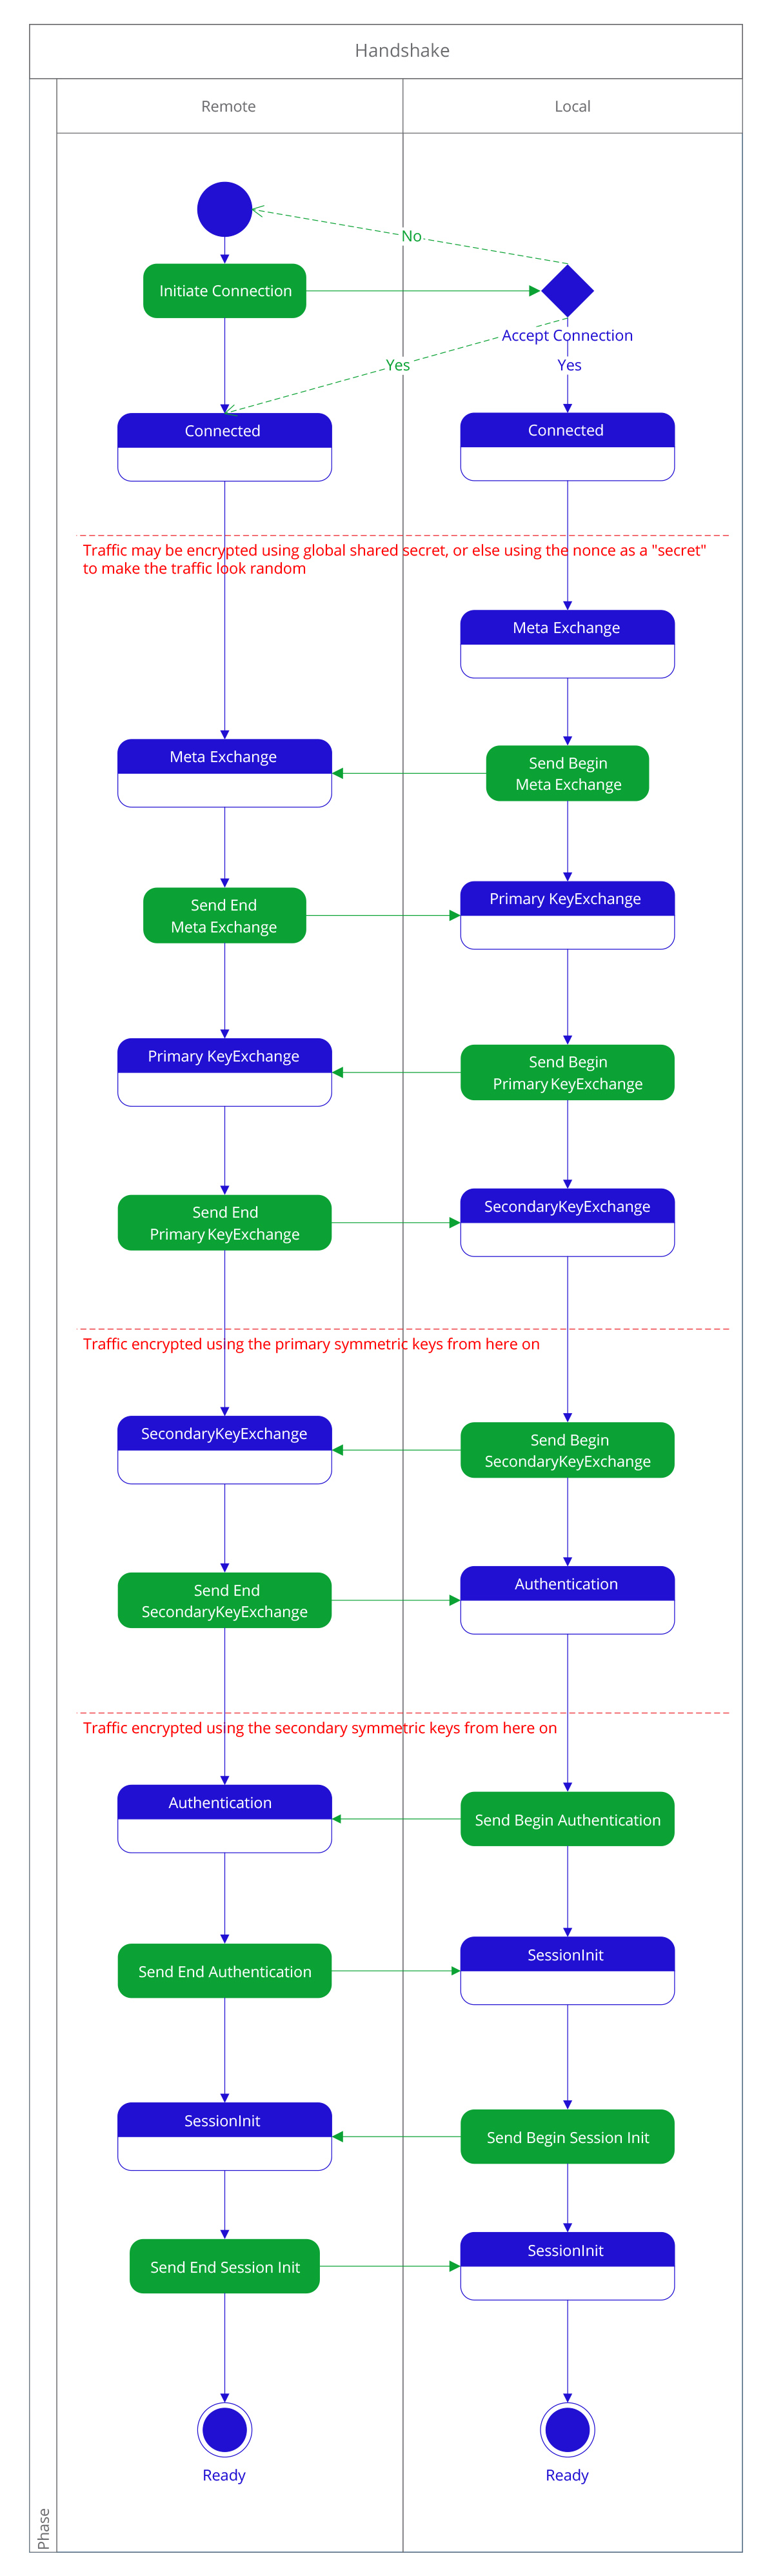 Handshake
Remote
Local
No
Initiate Connection
Accept Connection
Yes
Yes
Connected
Connected
Traffic may be encrypted using global shared secret, or else using the nonce as a "secret"
to make the traffic look random
Meta Exchange
Meta Exchange
Send Begin
Meta Exchange
Send End
Meta Exchange
Primary KeyExchange
Primary KeyExchange
Send Begin
Primary KeyExchange
Send End
Primary KeyExchange
SecondaryKeyExchange
Traffic encrypted using the primary symmetric keys from here on
SecondaryKeyExchange
Send Begin
SecondaryKeyExchange
Send End
SecondaryKeyExchange
Authentication
Traffic encrypted using the secondary symmetric keys from here on
Authentication
Send Begin Authentication
Send End Authentication
SessionInit
SessionInit
Send Begin Session Init
Send End Session Init
SessionInit
Ready
Ready
Phase